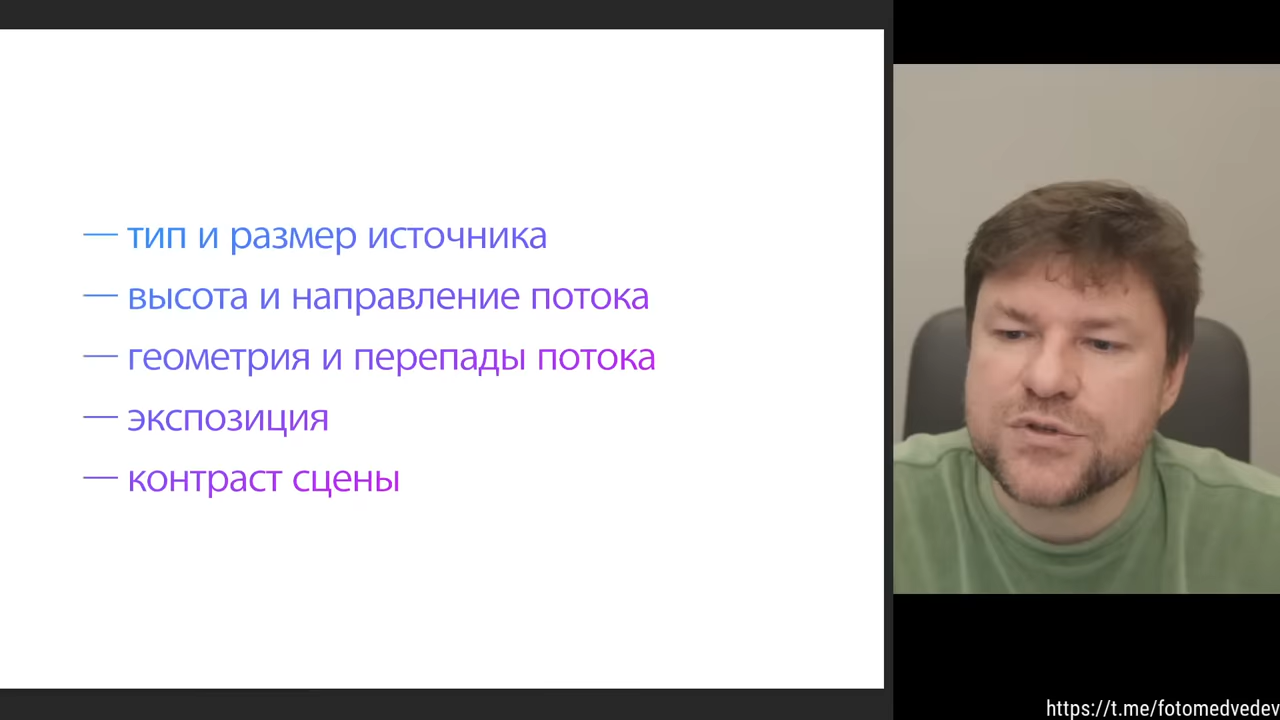 — тип и размер источника
— высота и направление потока
— геометрия и перепады потока
— экспозиция
— контраст сцены
https://t.me/fotomedvedev